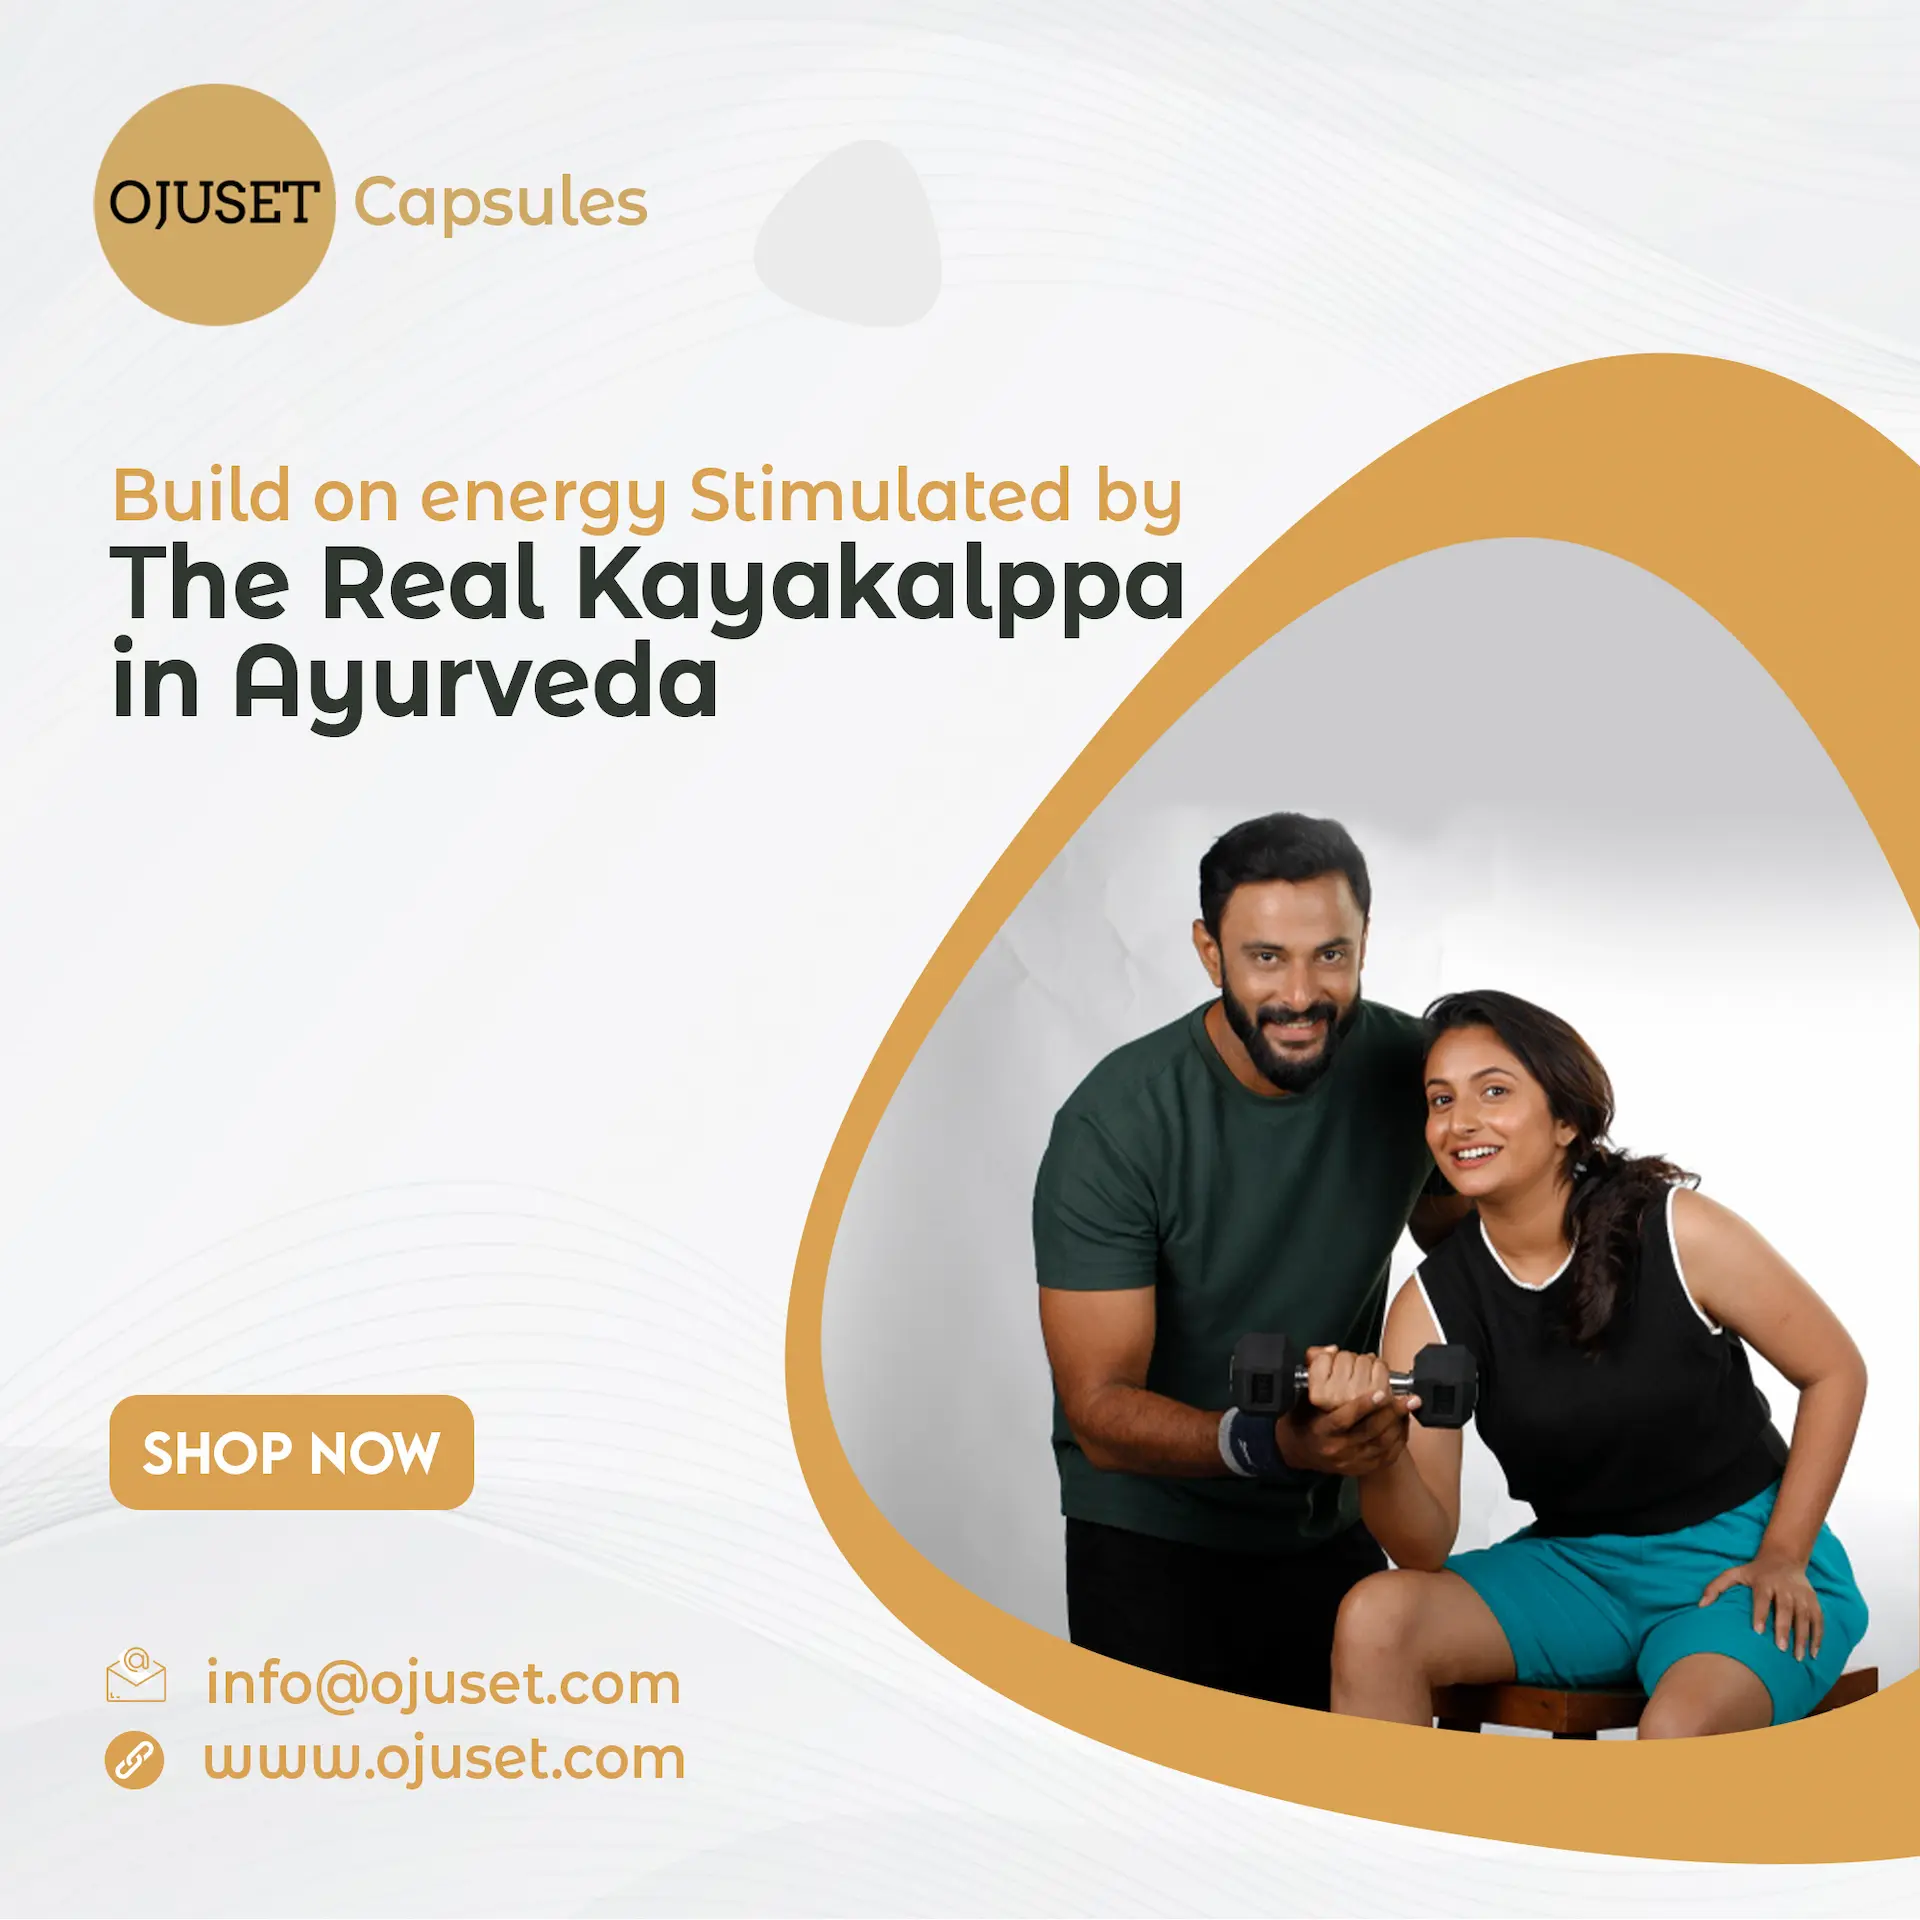 OJUSET Capsules
Build on energy Stimulated by
The Real Kayakalppa
in Ayurveda
SHOP NOW
info@ojuset.com
www.ojuset.com